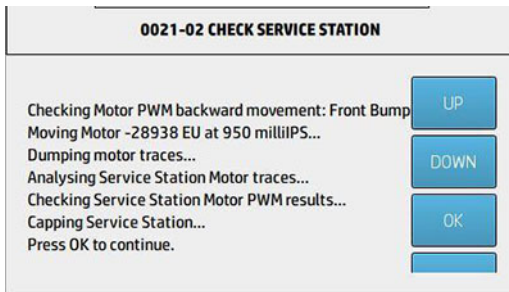 0021-02 CHECK SERVICE STATION
Checking Motor PWM backward movement: Front Bump
Moving Motor -28938 EU at 950 milliIPS...
Dumping motor traces...
Analysing Service Station Motor traces...
Checking Service Station Motor PWM results...
Capping Service Station...
Press OK to continue.
UP
DOWN
OK